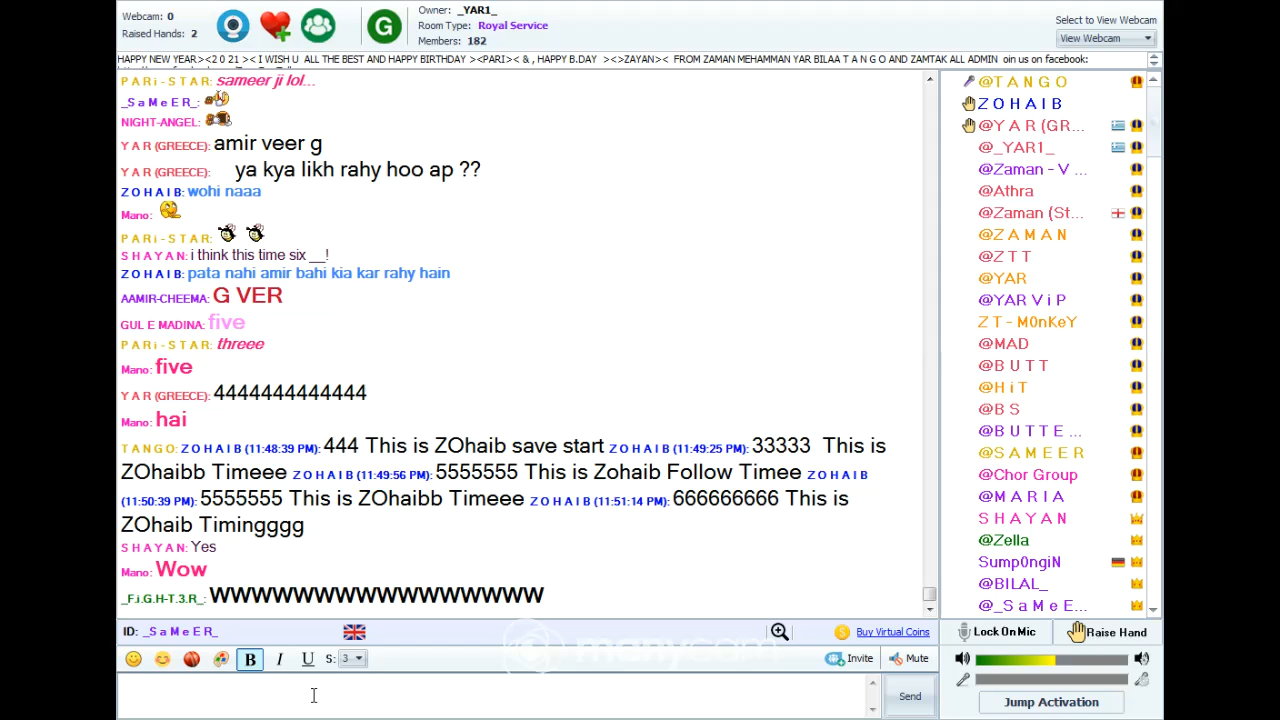 Webcam: 0
Raised Hands: 2
G
Owner: _YAR1_
Room Type: Royal Service
Members: 182
Select to View Webcam
View Webcam
HAPPY NEW YEAR><2 0 21 >< I WISH U ALL THE BEST AND HAPPY BIRTHDAY ><PARI>< & , HAPPY B.DAY ><>ZAYAN>< FROM ZAMAN MEHAMMAN YAR BILAA T A N G O AND ZAMTAK ALL ADMIN oin us on facebook:
P A R i - S T A R: sameer ji lol...
_S a M e E R_:
NIGHT-ANGEL:
Y A R (GREECE): amir veer g
Y A R (GREECE): ya kya likh rahy hoo ap ??
Z O H A I B: wohi naaa
Mano:
P A R i - S T A R:
S H A Y A N: i think this time six __!
Z O H A I B: pata nahi amir bahi kia kar rahy hain
AAMIR-CHEEMA: G VER
GUL E MADINA: five
P A R i - S T A R: threee
Mano: five
Y A R (GREECE): 4444444444444
Mano: hai
T A N G O: Z O H A I B (11:48:39 PM): 444 This is ZOhaib save start Z O H A I B (11:49:25 PM): 33333 This is
ZOhaibb Timeee Z O H A I B (11:49:56 PM): 5555555 This is Zohaib Follow Timee Z O H A I B
(11:50:39 PM): 5555555 This is ZOhaibb Timeee Z O H A I B (11:51:14 PM): 666666666 This is
ZOhaib Timingggg
S H A Y A N: Yes
Mano: Wow
_F.i.G.H-T.3.R_: WWWWWWWWWWWWWWWW
@T A N G O
Z O H A I B
@Y A R (GR...
@_YAR1_
@Zaman - V ...
@Athra
@Zaman (St...
@Z A M A N
@Z T T
@YAR
@YAR V i P
Z T - M0nKeY
@MAD
@B U T T
@H i T
@B S
@B U T T E ...
@S A M E E R
@Chor Group
@M A R I A
S H A Y A N
@Zella
Sump0ngiN
@BILAL_
@_S a M e E...
ID: _S a M e E R_
Buy Virtual Coins
Lock On Mic
Raise Hand
B I U S: 3
manycam
Invite
Mute
Send
Jump Activation